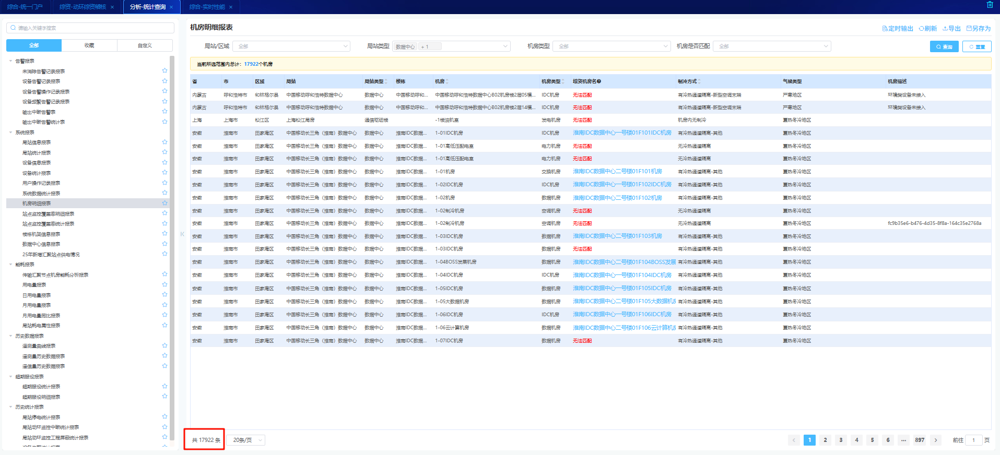 综合-统一门户 综资-动环综资稽核 × 分析-统计查询 × 综合-实时性能 ×
请输入关键字搜索
全部 收藏 自定义
告警报表
未消除告警记录报表
设备告警记录报表
设备告警操作记录报表
设备频繁告警记录报表
输出中断告警表
输出中断告警统计表
系统报表
局站信息报表
局站统计报表
设备信息报表
设备统计报表
用户操作记录报表
系统数据统计报表
机房明细报表
站点监控覆盖率明细报表
站点监控覆盖率统计报表
楼栋机架信息报表
数据中心信息报表
25年新增汇聚站点供电情况
能耗报表
传输汇聚节点机房能耗分析报表
用电量报表
日用电量报表
月用电量报表
月用电量同比报表
局站耗电属性报表
历史数据报表
遥测量曲线报表
遥测量历史数据报表
遥信量历史数据报表
超期服役报表
超期服役统计报表
超期服役明细报表
历史统计报表
局站停电统计报表
局站动环监控中断统计报表
局站动环监控工程屏蔽统计报表
机房明细报表
定时输出 刷新 导出 另存为
局站/区域 全部 局站类型 数据中心 + 1 机房类型 全部 机房是否匹配 全部 查询 重置
当前所选范围内总计：17922个机房
省 市 区域 局站 局站类型 楼栋 机房 机房类型 综资机房名 制冷方式 气候类型 机房描述
内蒙古 呼和浩特市 和林格尔县 中国移动呼和浩特数据中心 数据中心 中国移动呼和... 中国移动呼和浩特数据中心B02机房楼2层05模... IDC机房 无法匹配 有冷热通道隔离-新型空调末端 严寒地区 环境类设备未接入
内蒙古 呼和浩特市 和林格尔县 中国移动呼和浩特数据中心 数据中心 中国移动呼和... 中国移动呼和浩特数据中心B02机房楼2层14模... IDC机房 无法匹配 有冷热通道隔离-新型空调末端 严寒地区 环境类设备未接入
上海 上海市 松江区 上海松江局房 通信枢纽楼 -1楼油机室 发电机房 无法匹配 机房内无制冷 夏热冬冷地区
安徽 淮南市 田家庵区 中国移动长三角（淮南）数据中心 数据中心 淮南IDC数据... 1-01IDC机房 IDC机房 淮南IDC数据中心一号楼01F101IDC机房 有冷热通道隔离-其他 夏热冬冷地区
安徽 淮南市 田家庵区 中国移动长三角（淮南）数据中心 数据中心 淮南IDC数据... 1-01高低压配电室 电力机房 无法匹配 无冷热通道隔离 夏热冬冷地区
安徽 淮南市 田家庵区 中国移动长三角（淮南）数据中心 数据中心 淮南IDC数据... 1-01高低压配电室 电力机房 无法匹配 无冷热通道隔离 夏热冬冷地区
安徽 淮南市 田家庵区 中国移动长三角（淮南）数据中心 数据中心 淮南IDC数据... 1-01机房 交换机房 淮南IDC数据中心二号楼01F101机房 有冷热通道隔离-其他 夏热冬冷地区
安徽 淮南市 田家庵区 中国移动长三角（淮南）数据中心 数据中心 淮南IDC数据... 1-02IDC机房 IDC机房 淮南IDC数据中心一号楼01F102IDC机房 有冷热通道隔离-其他 夏热冬冷地区
安徽 淮南市 田家庵区 中国移动长三角（淮南）数据中心 数据中心 淮南IDC数据... 1-02机房 数据机房 淮南IDC数据中心二号楼01F102机房 有冷热通道隔离-其他 夏热冬冷地区
安徽 淮南市 田家庵区 中国移动长三角（淮南）数据中心 数据中心 淮南IDC数据... 1-02制冷机房 空调机房 无法匹配 无冷热通道隔离 夏热冬冷地区
安徽 淮南市 田家庵区 中国移动长三角（淮南）数据中心 数据中心 淮南IDC数据... 1-02制冷机房 空调机房 无法匹配 无冷热通道隔离 夏热冬冷地区 fc9b35e6-b476-4d35-8f8a-164c35e2768a
安徽 淮南市 田家庵区 中国移动长三角（淮南）数据中心 数据中心 淮南IDC数据... 1-03IDC机房 数据机房 淮南IDC数据中心二号楼01F103机房 有冷热通道隔离-其他 夏热冬冷地区
安徽 淮南市 田家庵区 中国移动长三角（淮南）数据中心 数据中心 淮南IDC数据... 1-03IDC机房 数据机房 无法匹配 有冷热通道隔离-其他 夏热冬冷地区
安徽 淮南市 田家庵区 中国移动长三角（淮南）数据中心 数据中心 淮南IDC数据... 1-04BOSS发展机房 数据机房 淮南IDC数据中心二号楼01F104BOSS发展 有冷热通道隔离-其他 夏热冬冷地区
安徽 淮南市 田家庵区 中国移动长三角（淮南）数据中心 数据中心 淮南IDC数据... 1-04IDC机房 IDC机房 淮南IDC数据中心一号楼01F104IDC机房 有冷热通道隔离-其他 夏热冬冷地区
安徽 淮南市 田家庵区 中国移动长三角（淮南）数据中心 数据中心 淮南IDC数据... 1-05IDC机房 数据机房 淮南IDC数据中心一号楼01F105IDC机房 有冷热通道隔离-其他 夏热冬冷地区
安徽 淮南市 田家庵区 中国移动长三角（淮南）数据中心 数据中心 淮南IDC数据... 1-05大数据机房 数据机房 淮南IDC数据中心二号楼01F105大数据机房 有冷热通道隔离-其他 夏热冬冷地区
安徽 淮南市 田家庵区 中国移动长三角（淮南）数据中心 数据中心 淮南IDC数据... 1-06IDC机房 IDC机房 淮南IDC数据中心一号楼01F106IDC机房 有冷热通道隔离-其他 夏热冬冷地区
安徽 淮南市 田家庵区 中国移动长三角（淮南）数据中心 数据中心 淮南IDC数据... 1-06云计算机房 数据机房 淮南IDC数据中心二号楼01F106云计算机房 有冷热通道隔离-其他 夏热冬冷地区
安徽 淮南市 田家庵区 中国移动长三角（淮南）数据中心 数据中心 淮南IDC数据... 1-07IDC机房 数据机房 无法匹配 有冷热通道隔离-其他 夏热冬冷地区
共 17922 条 20条/页 1 2 3 4 5 6 ... 897 前往 1 页